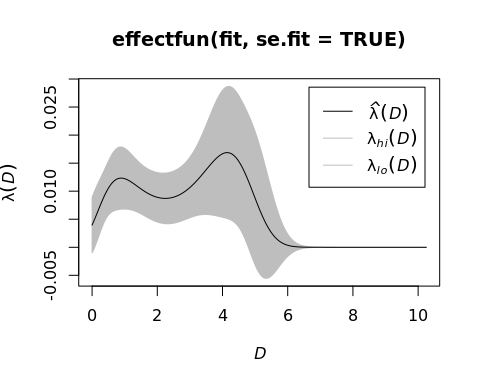 effectfun(fit, se.fit = TRUE)
λ(D)
0.025
0.010
-0.005
λ̂(D)
λhi(D)
λlo(D)
0 2 4 6 8 10
D